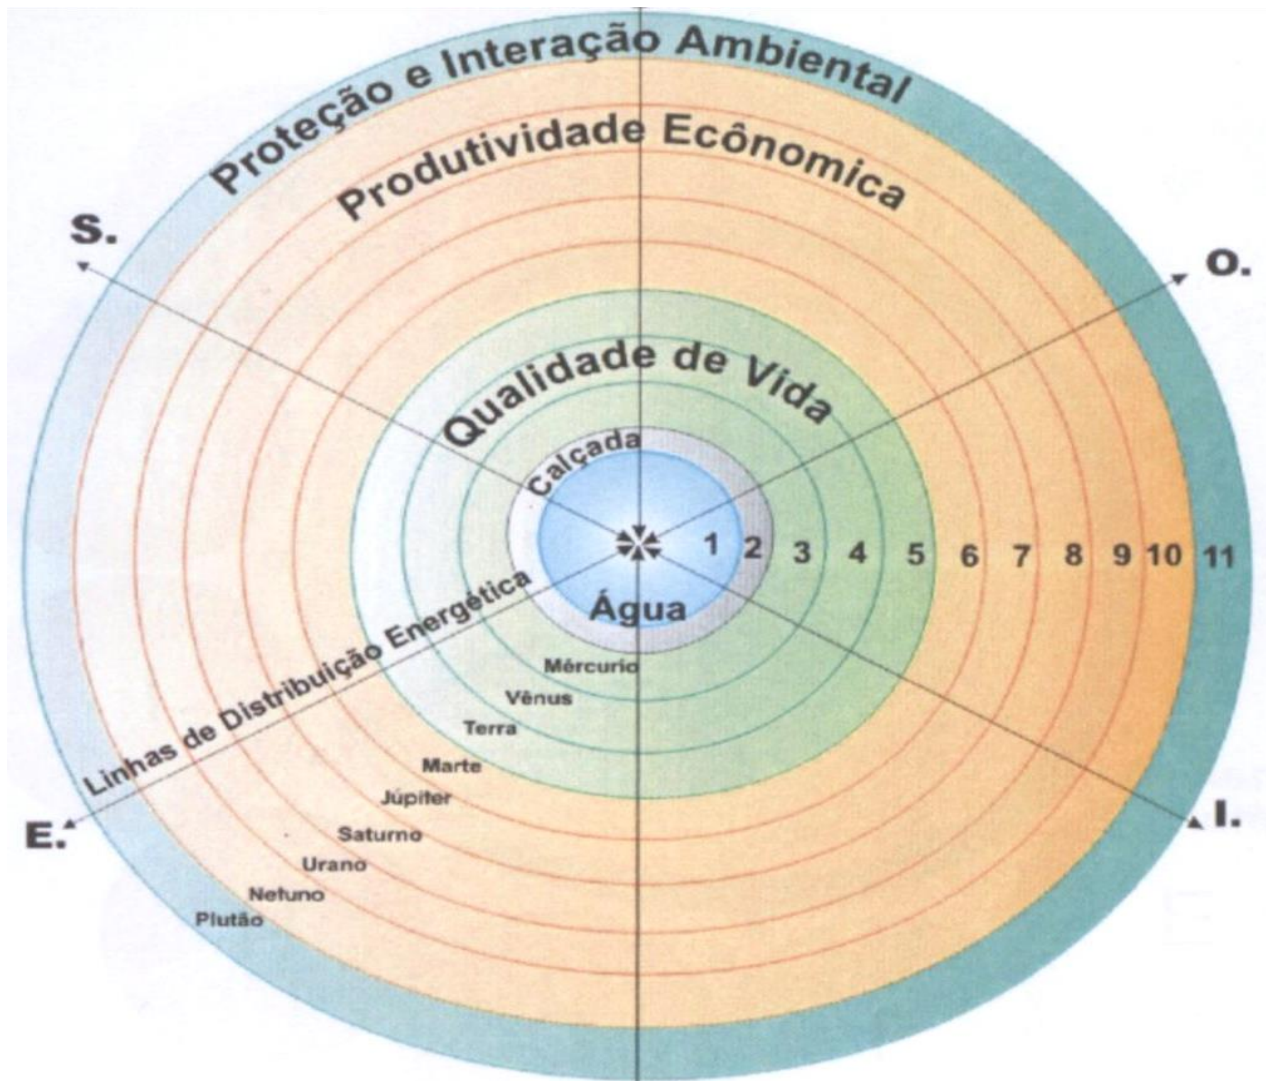 Proteção e Interação Ambiental
Produtividade Ecônomica
S.
O.
Qualidade de Vida
Calçada
1 2 3 4 5 6 7 8 9 10 11
Água
Linhas de Distribuição Energética
Mércurio
Vênus
Terra
Marte
Júpiter
Saturno
Urano
Netuno
Plutão
E.
I.